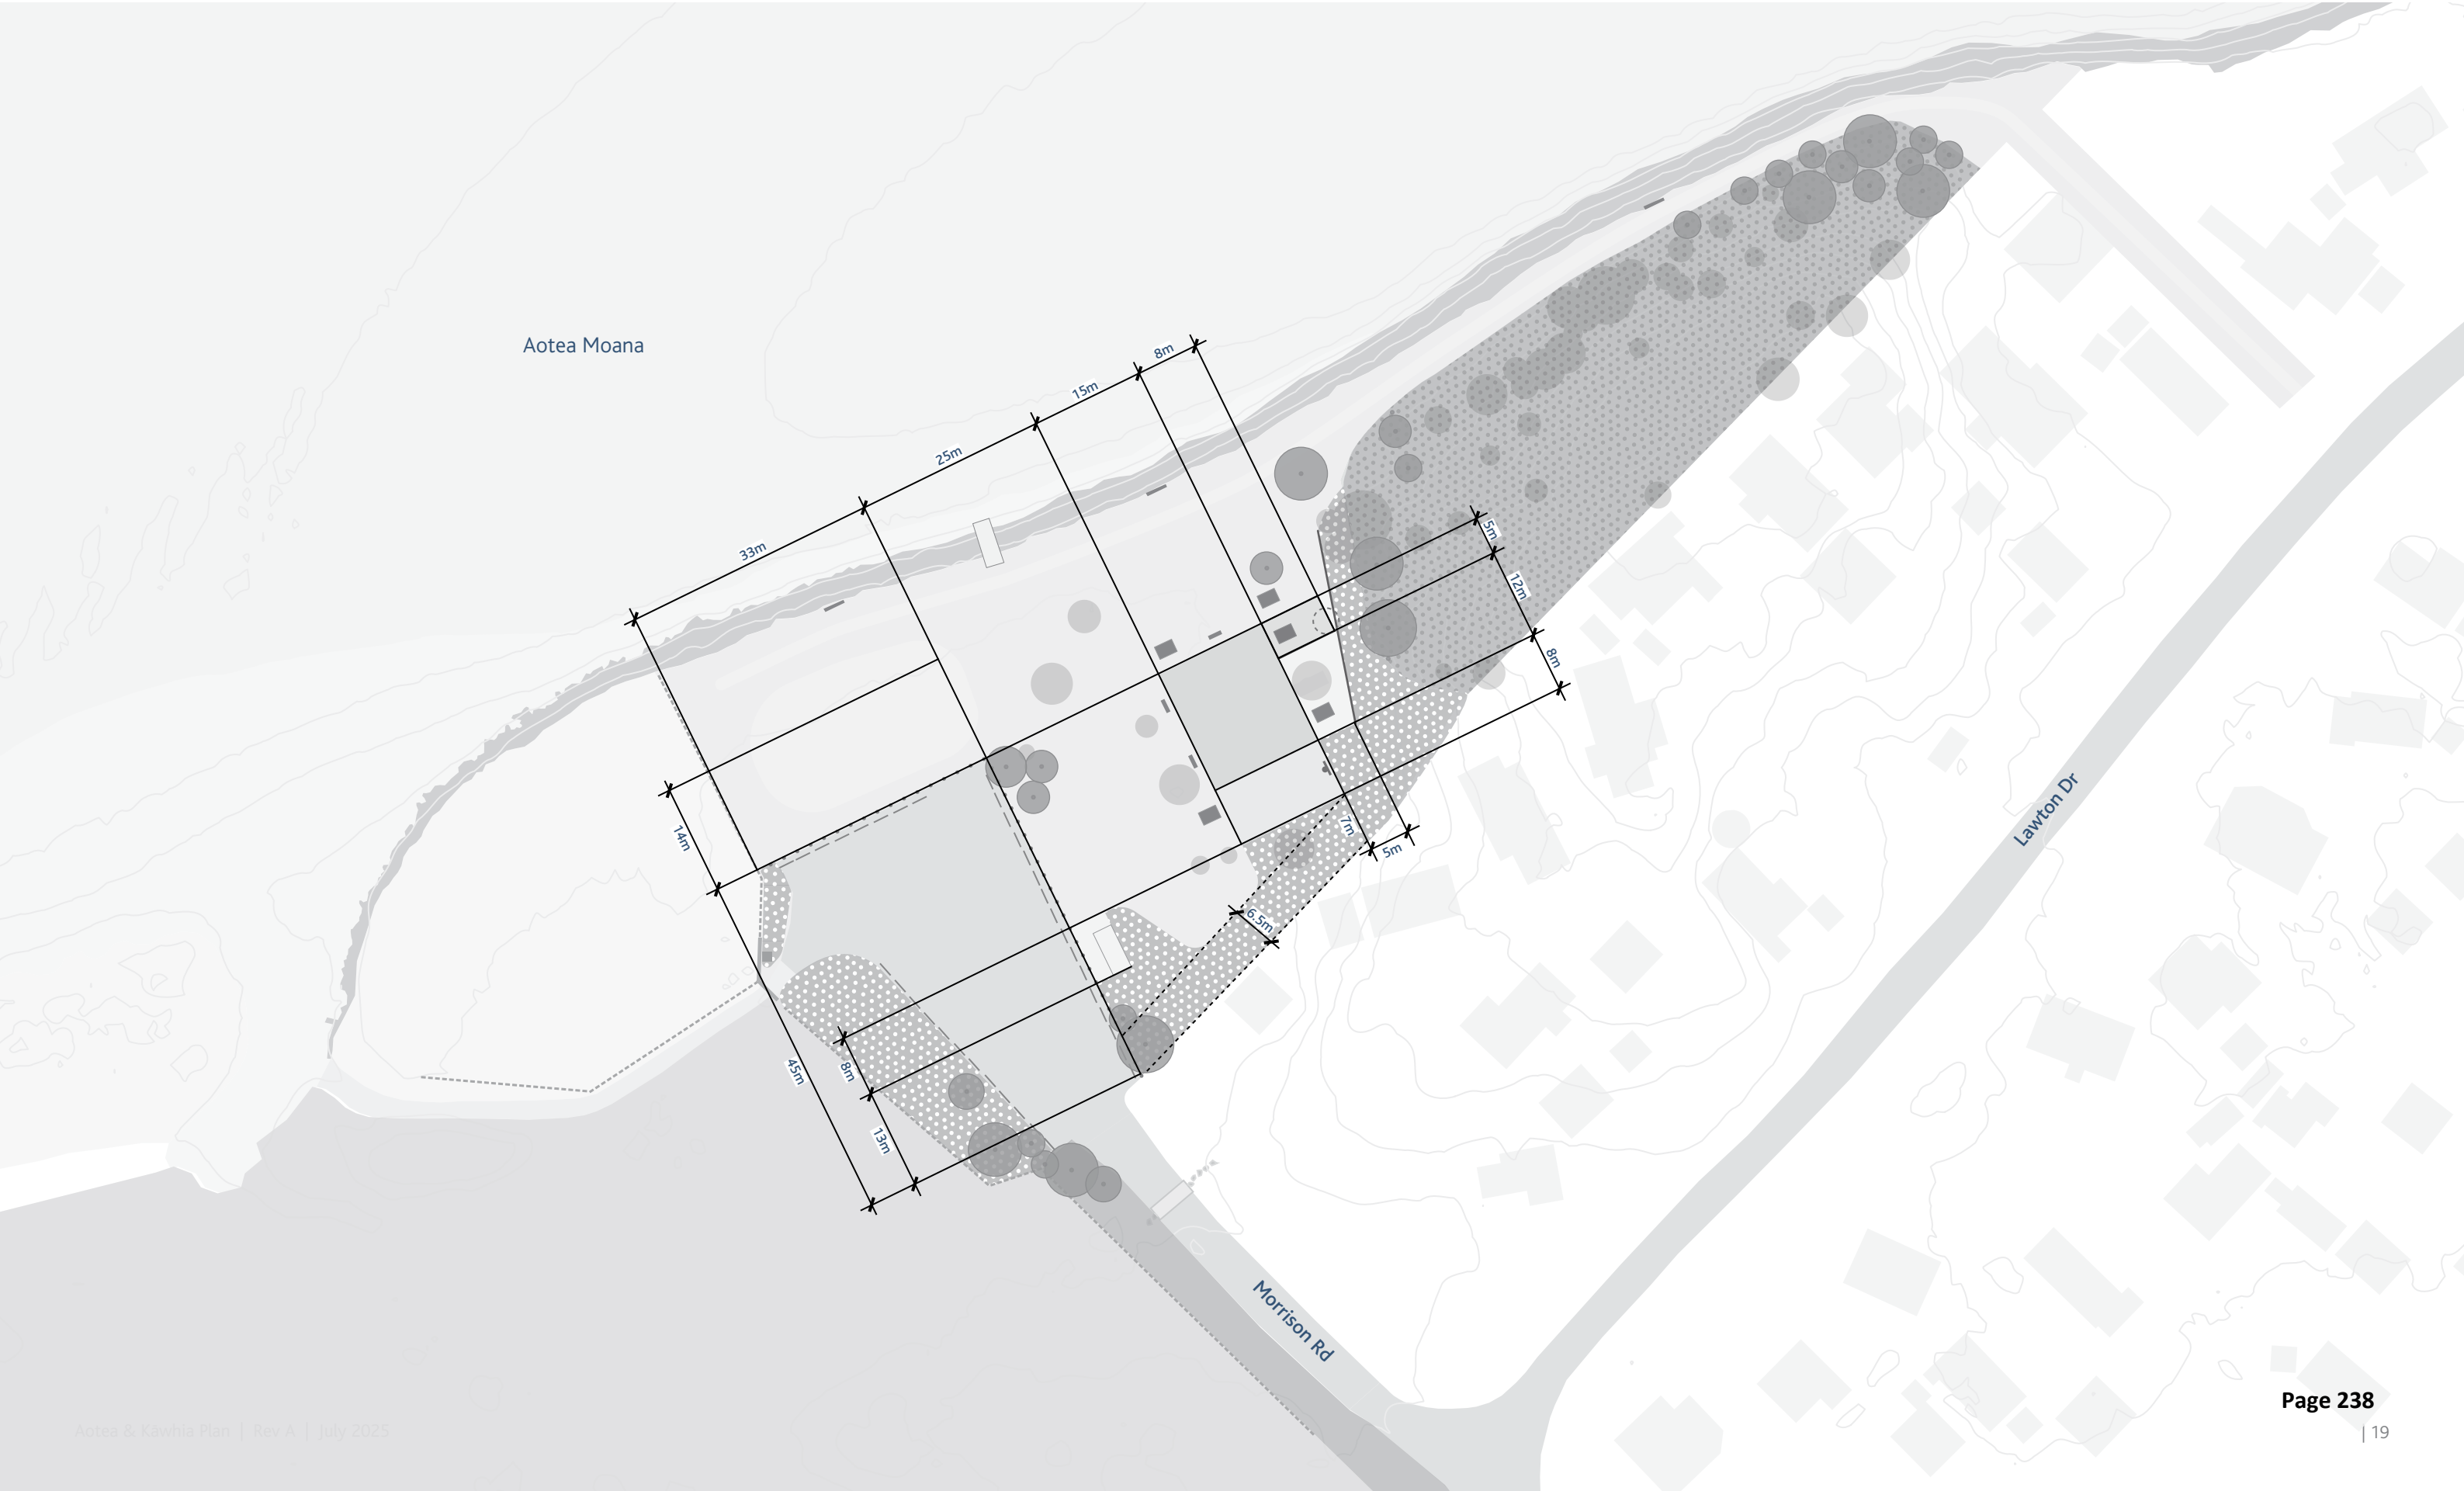 8m
15m
Aotea Moana
25m
33m
5m
12m
8m
14m
7m
5m
6.5m
45m
8m
13m
Lawton Dr
Morrison Rd
Page 238
Aotea & Kāwhia Plan | Rev A | July 2025
| 19